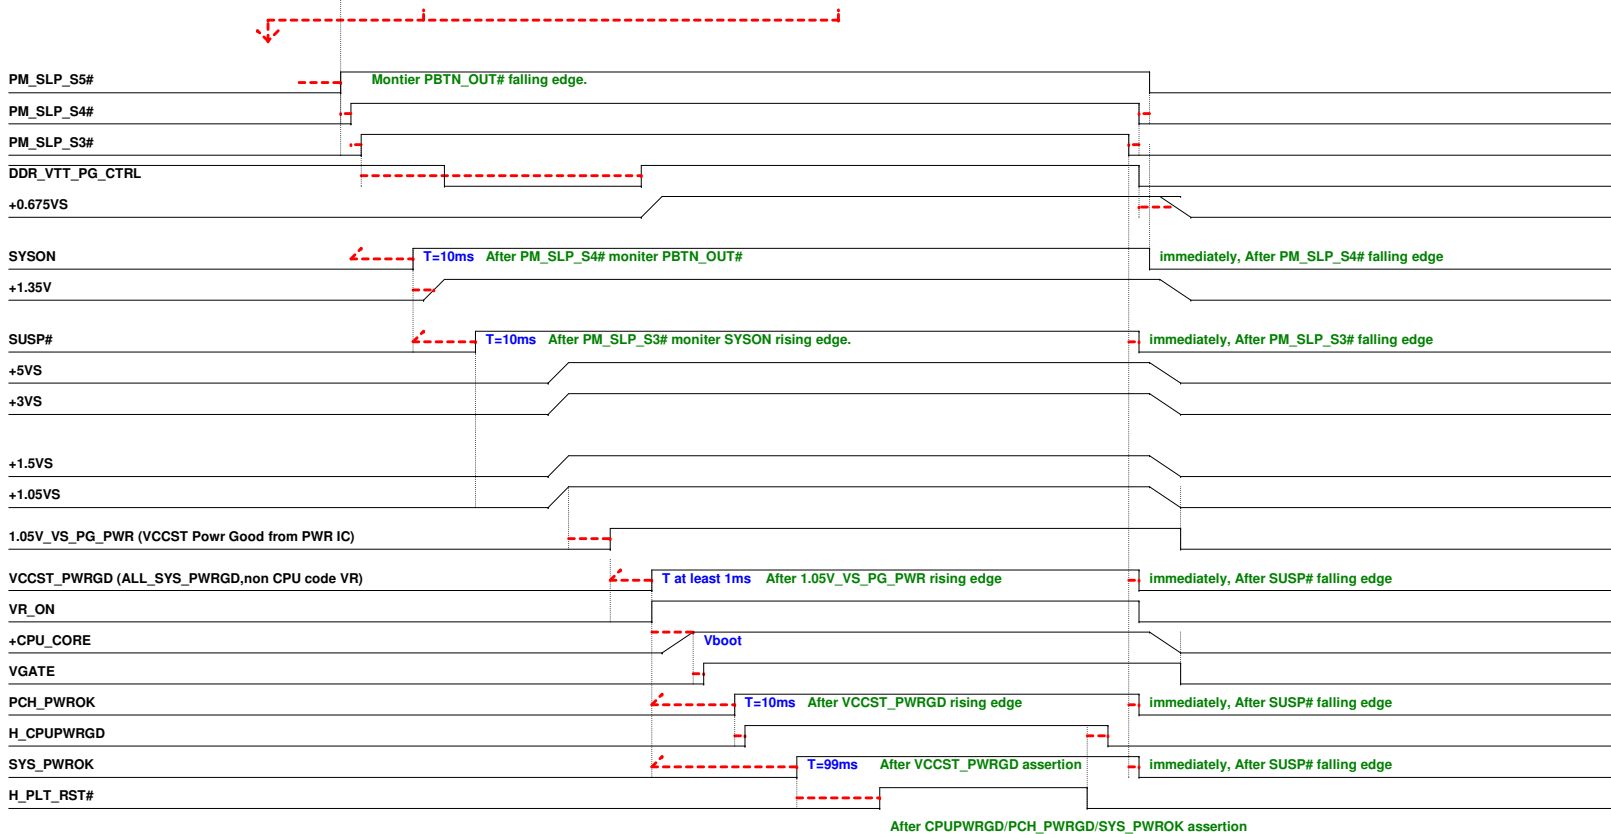 PM_SLP_S5# Montier PBTN_OUT# falling edge.
PM_SLP_S4#
PM_SLP_S3#
DDR_VTT_PG_CTRL
+0.675VS
SYSON T=10ms After PM_SLP_S4# moniter PBTN_OUT# immediately, After PM_SLP_S4# falling edge
+1.35V
SUSP# T=10ms After PM_SLP_S3# moniter SYSON rising edge. immediately, After PM_SLP_S3# falling edge
+5VS
+3VS
+1.5VS
+1.05VS
1.05V_VS_PG_PWR (VCCST Powr Good from PWR IC)
VCCST_PWRGD (ALL_SYS_PWRGD,non CPU code VR) T at least 1ms After 1.05V_VS_PG_PWR rising edge immediately, After SUSP# falling edge
VR_ON
+CPU_CORE Vboot
VGATE
PCH_PWROK T=10ms After VCCST_PWRGD rising edge immediately, After SUSP# falling edge
H_CPUPWRGD
SYS_PWROK T=99ms After VCCST_PWRGD assertion immediately, After SUSP# falling edge
H_PLT_RST#
After CPUPWRGD/PCH_PWRGD/SYS_PWROK assertion